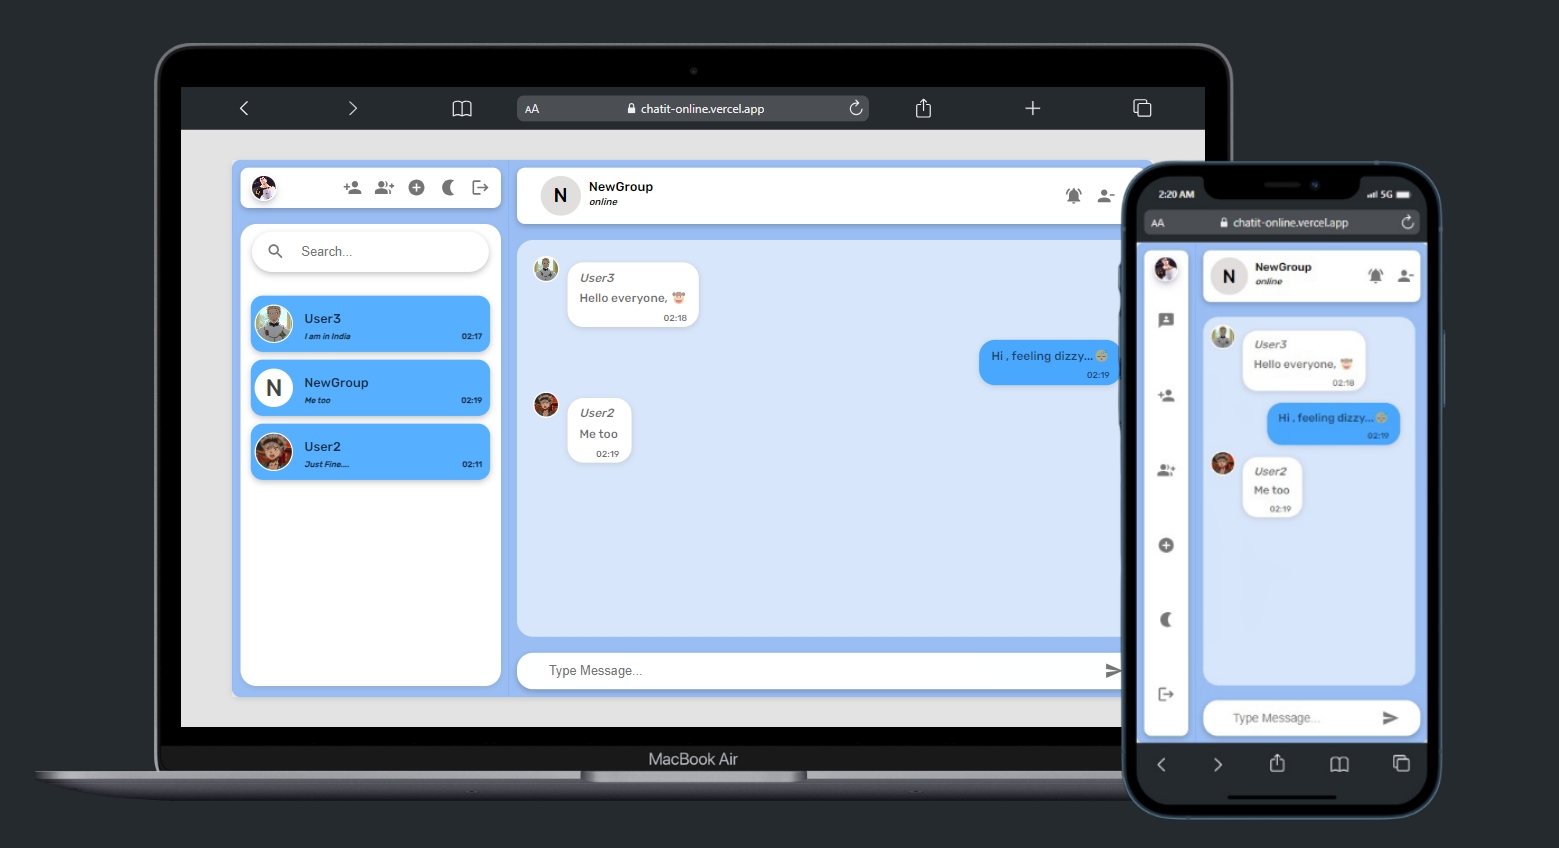 AA
chatit-online.vercel.app
Search...
User3
I am in India
02:17
N
NewGroup
Me too
02:19
User2
Just Fine....
02:11
N
NewGroup
online
User3
Hello everyone,
02:18
Hi , feeling dizzy...
02:19
User2
Me too
02:19
Type Message...
MacBook Air
2:20 AM
5G
AA
chatit-online.vercel.app
N
NewGroup
online
User3
Hello everyone,
02:18
Hi , feeling dizzy...
02:19
User2
Me too
02:19
Type Message...